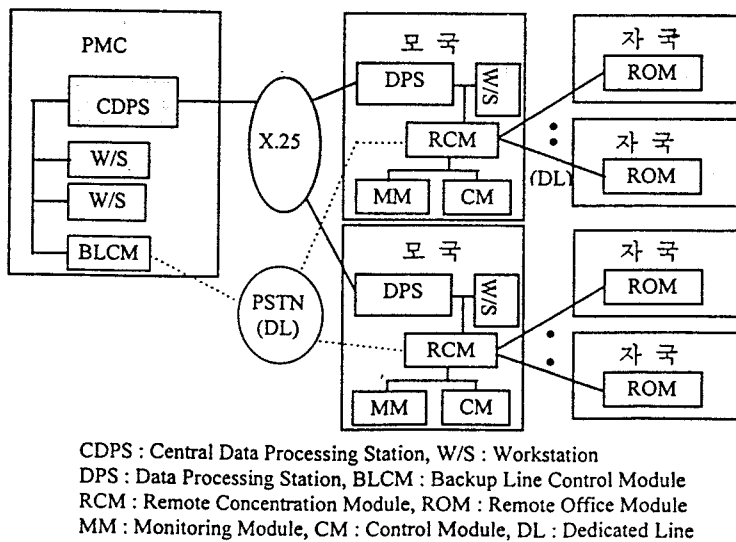 PMC
CDPS
W/S
W/S
BLCM
X.25
PSTN
(DL)
모 국
DPS
W/S
RCM
MM
CM
(DL)
모 국
DPS
W/S
RCM
MM
CM
자 국
ROM
자 국
ROM
자 국
ROM
자 국
ROM
CDPS : Central Data Processing Station, W/S : Workstation
DPS : Data Processing Station, BLCM : Backup Line Control Module
RCM : Remote Concentration Module, ROM : Remote Office Module
MM : Monitoring Module, CM : Control Module, DL : Dedicated Line